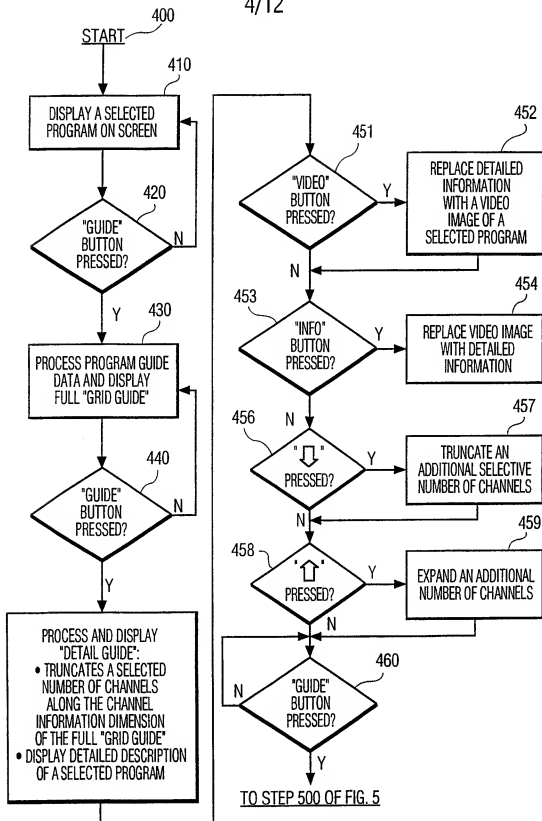 4/12
START
400
410
DISPLAY A SELECTED
PROGRAM ON SCREEN
420
"GUIDE"
BUTTON
PRESSED?
N
Y
430
PROCESS PROGRAM GUIDE
DATA AND DISPLAY
FULL "GRID GUIDE"
440
"GUIDE"
BUTTON
PRESSED?
N
Y
PROCESS AND DISPLAY
"DETAIL GUIDE":
• TRUNCATES A SELECTED
NUMBER OF CHANNELS
ALONG THE CHANNEL
INFORMATION DIMENSION
OF THE FULL "GRID GUIDE"
• DISPLAY DETAILED DESCRIPTION
OF A SELECTED PROGRAM
451
"VIDEO"
BUTTON
PRESSED?
Y
N
452
REPLACE DETAILED
INFORMATION
WITH A VIDEO
IMAGE OF A
SELECTED PROGRAM
453
"INFO"
BUTTON
PRESSED?
Y
N
454
REPLACE VIDEO IMAGE
WITH DETAILED
INFORMATION
456
"⇩"
PRESSED?
Y
N
457
TRUNCATE AN
ADDITIONAL SELECTIVE
NUMBER OF CHANNELS
458
"⇧"
PRESSED?
Y
N
459
EXPAND AN ADDITIONAL
NUMBER OF CHANNELS
460
"GUIDE"
BUTTON
PRESSED?
N
Y
TO STEP 500 OF FIG. 5